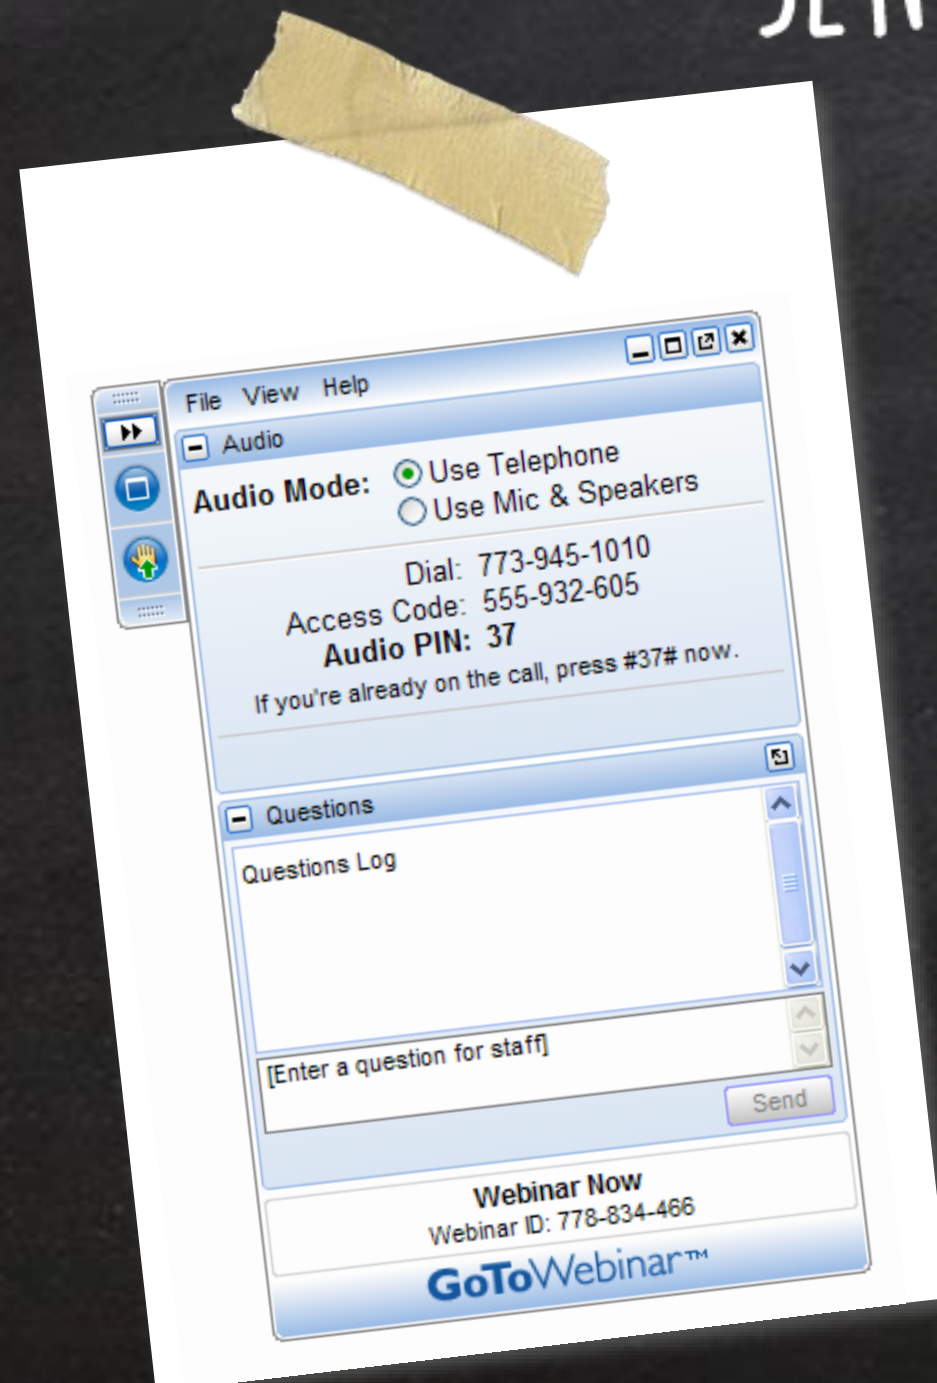 File View Help
Audio
Audio Mode: Use Telephone
Use Mic & Speakers
Dial: 773-945-1010
Access Code: 555-932-605
Audio PIN: 37
If you're already on the call, press #37# now.
Questions
Questions Log
[Enter a question for staff]
Send
Webinar Now
Webinar ID: 778-834-466
GoToWebinar™